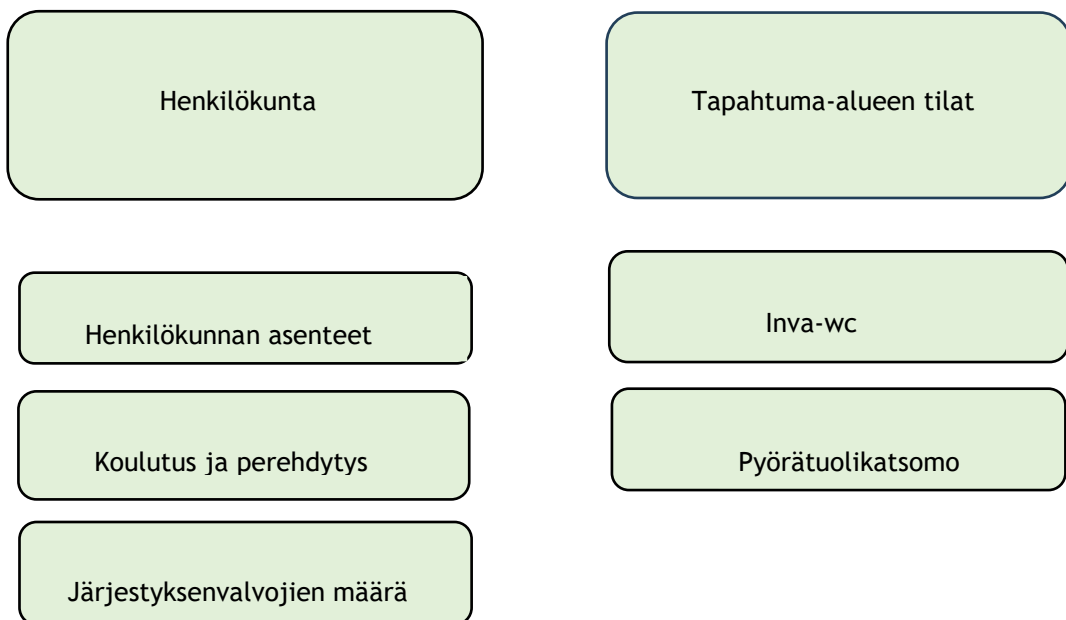 Henkilökunta
Tapahtuma-alueen tilat
Henkilökunnan asenteet
Inva-wc
Koulutus ja perehdytys
Pyörätuolikatsomo
Järjestyksenvalvojien määrä